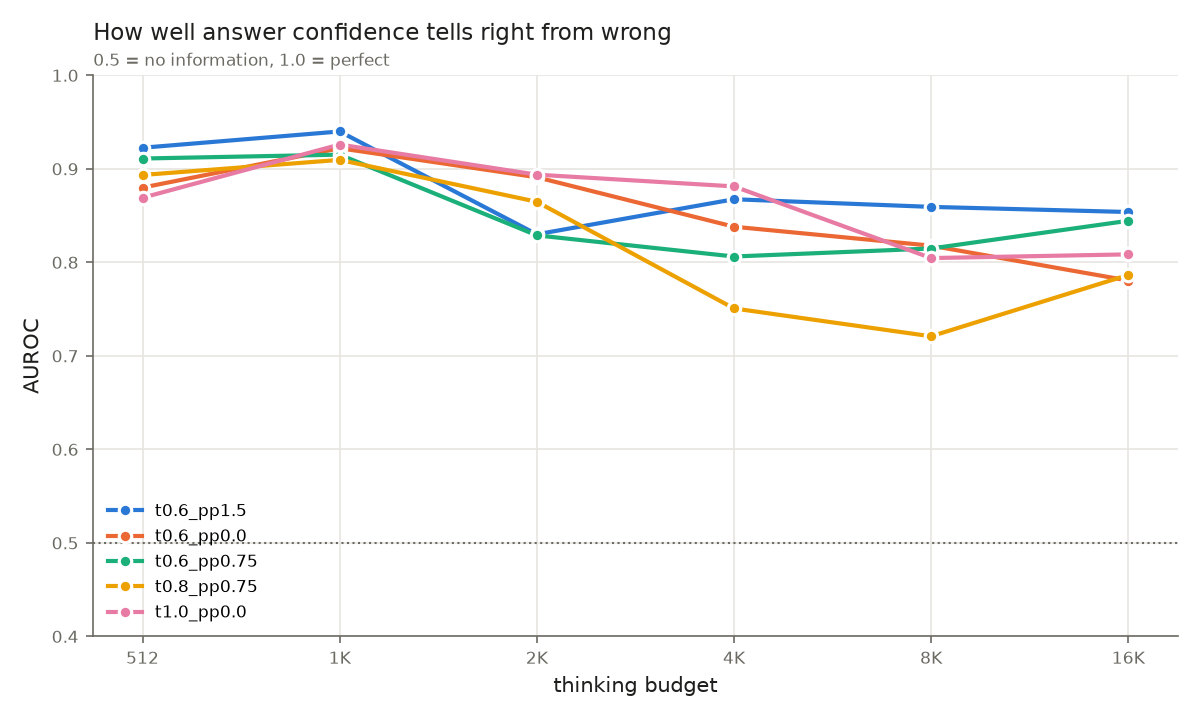 How well answer confidence tells right from wrong
0.5 = no information, 1.0 = perfect
1.0
0.9
0.8
0.7
0.6
0.5
0.4
AUROC
t0.6_pp1.5
t0.6_pp0.0
t0.6_pp0.75
t0.8_pp0.75
t1.0_pp0.0
512 1K 2K 4K 8K 16K
thinking budget